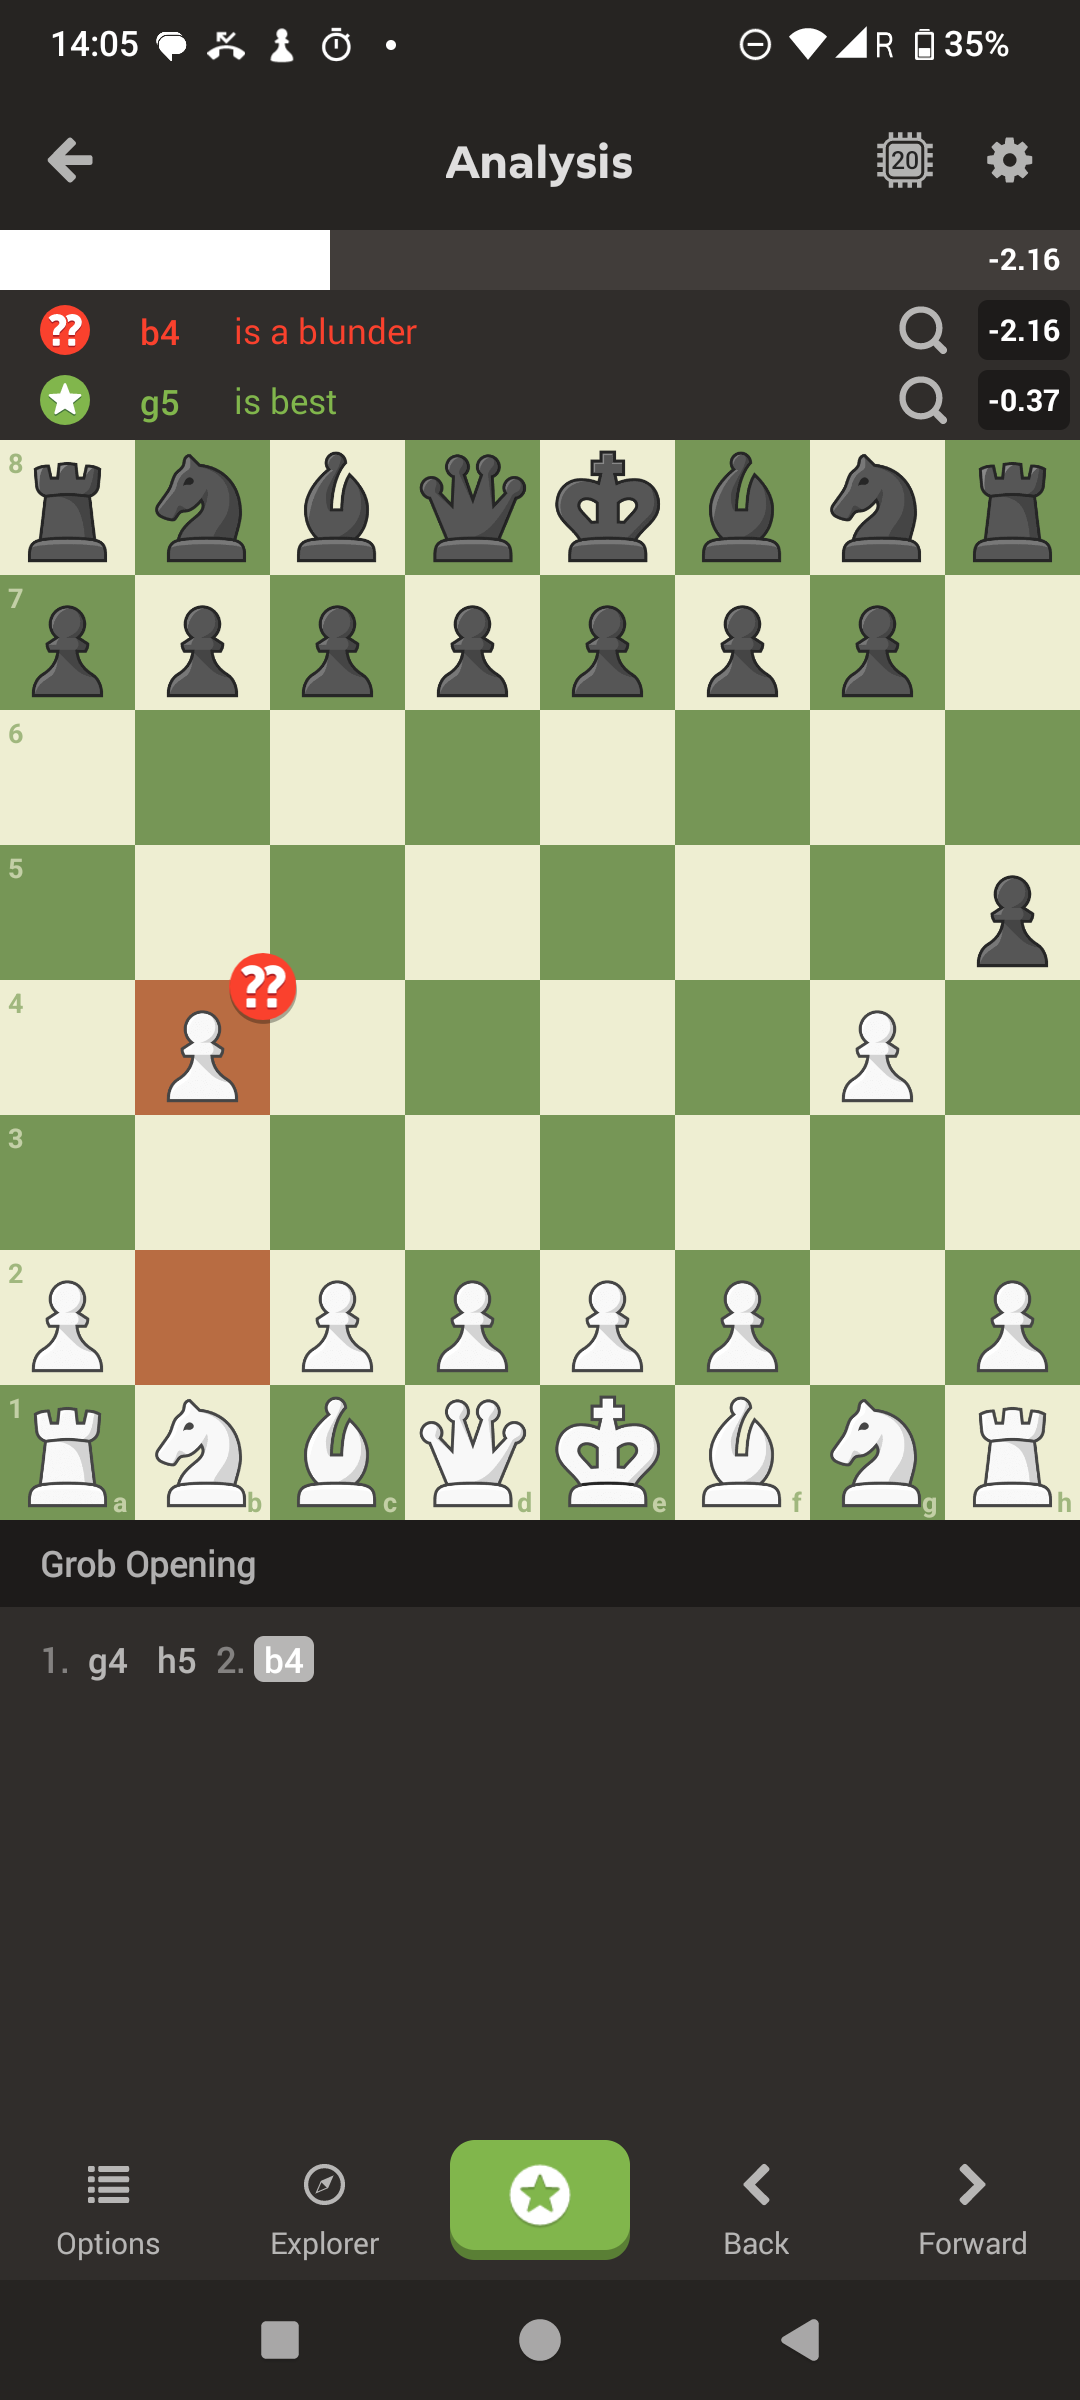 14:05 R 35%
Analysis 20
-2.16
?? b4 is a blunder -2.16
g5 is best -0.37
8
7
6
5
??
4
3
2
1
a b c d e f g h
Grob Opening
1. g4 h5 2. b4
Options Explorer Back Forward